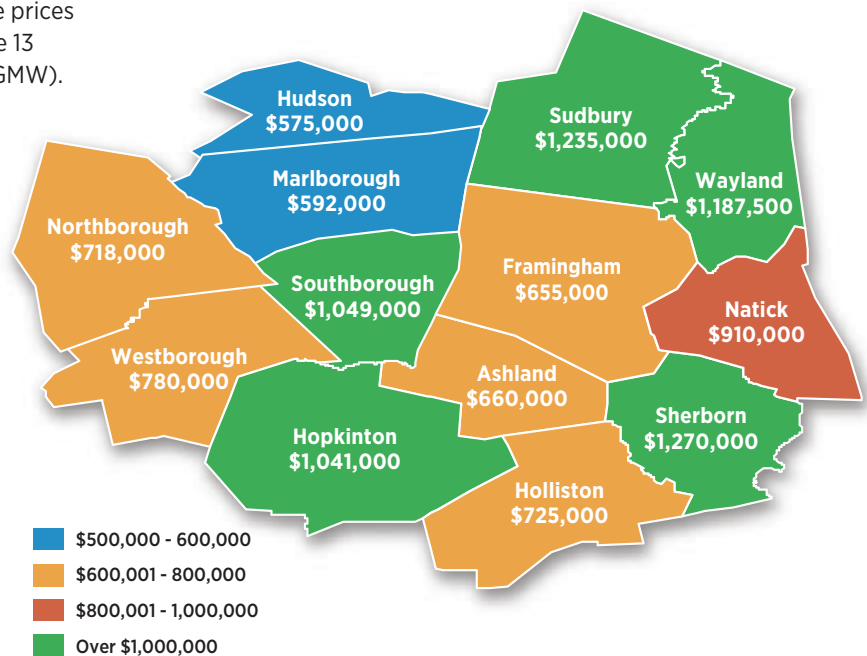 e prices
e 13
GMW).
Hudson
$575,000
Sudbury
$1,235,000
Marlborough
$592,000
Wayland
$1,187,500
Northborough
$718,000
Southborough
$1,049,000
Framingham
$655,000
Natick
$910,000
Westborough
$780,000
Ashland
$660,000
Sherborn
$1,270,000
Hopkinton
$1,041,000
Holliston
$725,000
$500,000 - 600,000
$600,001 - 800,000
$800,001 - 1,000,000
Over $1,000,000